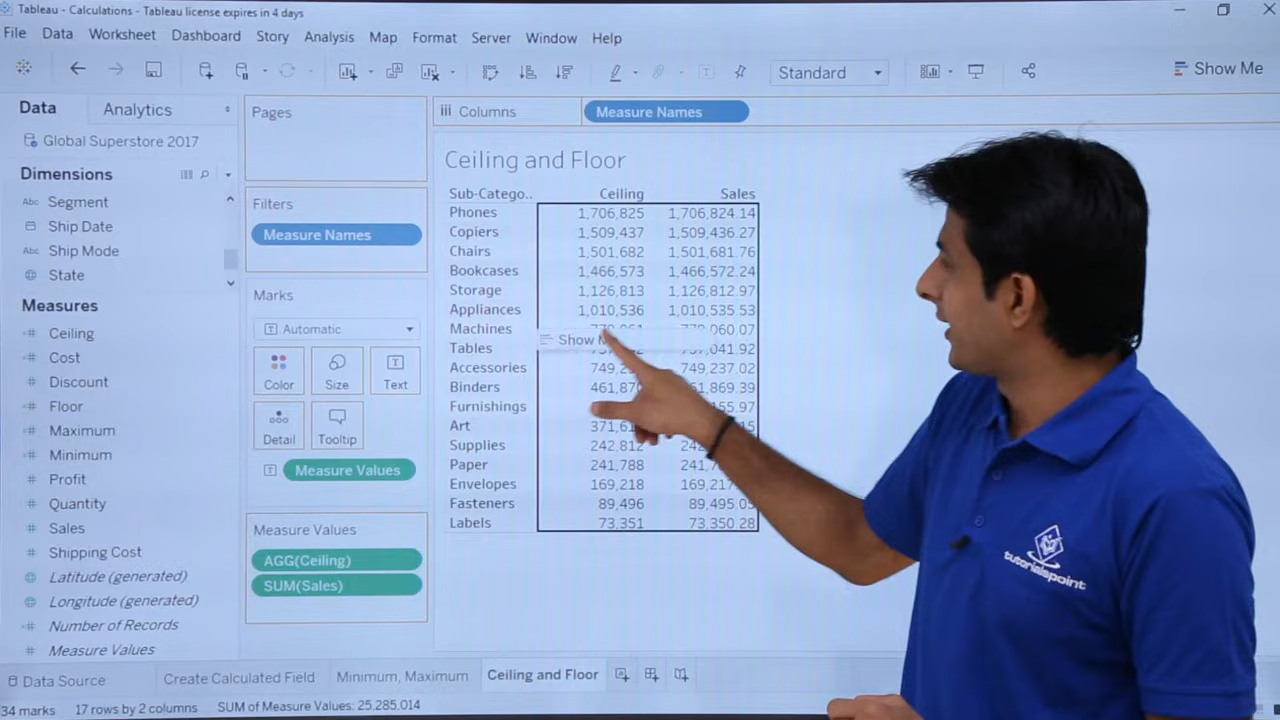 Tableau - Calculations - Tableau license expires in 4 days
File Data Worksheet Dashboard Story Analysis Map Format Server Window Help
Standard
Show Me
Data Analytics
Global Superstore 2017
Dimensions
Abc Segment
Ship Date
Abc Ship Mode
State
Measures
Ceiling
Cost
Discount
Floor
Maximum
Minimum
Profit
Quantity
Sales
Shipping Cost
Latitude (generated)
Longitude (generated)
Number of Records
Measure Values
Pages
Filters
Measure Names
Marks
Automatic
Color Size Text
Detail Tooltip
Measure Values
Measure Values
AGG(Ceiling)
SUM(Sales)
iii Columns Measure Names
Ceiling and Floor
Sub-Catego.. Ceiling Sales
Phones 1,706,825 1,706,824.14
Copiers 1,509,437 1,509,436.27
Chairs 1,501,682 1,501,681.76
Bookcases 1,466,573 1,466,572.24
Storage 1,126,813 1,126,812.97
Appliances 1,010,536 1,010,535.53
Machines
Show
Tables
Accessories 749,237.02
Binders
Furnishings
Art
Supplies 242,812
Paper 241,788
Envelopes 169,218
Fasteners 89,496
Labels 73,351 73,350.28
tutorialspoint
Data Source Create Calculated Field Minimum, Maximum Ceiling and Floor
34 marks 17 rows by 2 columns SUM of Measure Values: 25,285,014